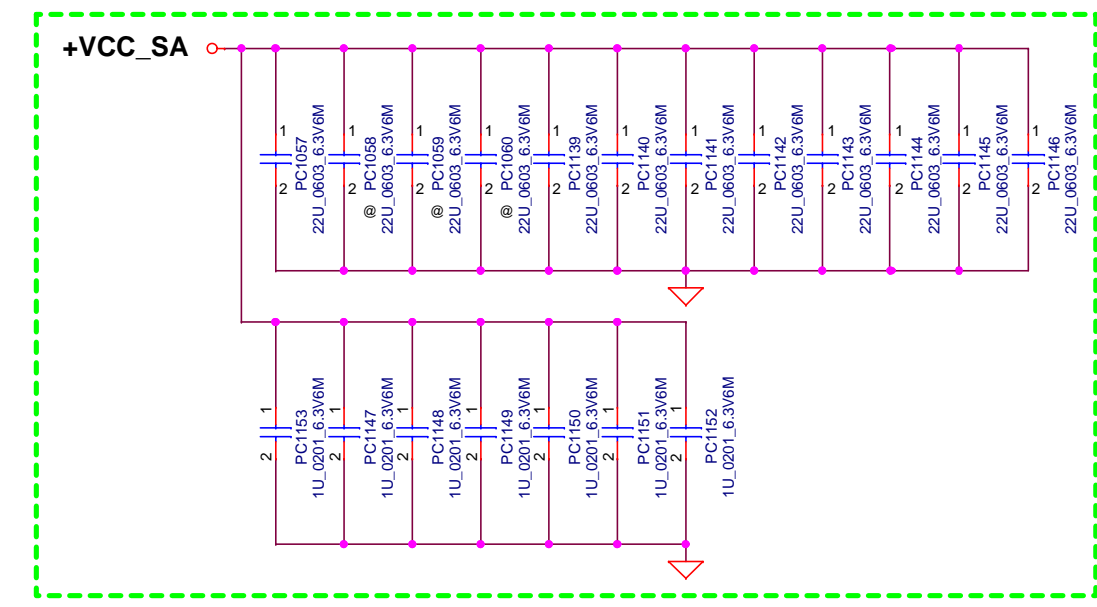 +VCC_SA
1
2
PC1057
22U_0603_6.3V6M
1
2
@
PC1058
22U_0603_6.3V6M
1
2
@
PC1059
22U_0603_6.3V6M
1
2
@
PC1060
22U_0603_6.3V6M
1
2
PC1139
22U_0603_6.3V6M
1
2
PC1140
22U_0603_6.3V6M
1
2
PC1141
22U_0603_6.3V6M
1
2
PC1142
22U_0603_6.3V6M
1
2
PC1143
22U_0603_6.3V6M
1
2
PC1144
22U_0603_6.3V6M
1
2
PC1145
22U_0603_6.3V6M
1
2
PC1146
22U_0603_6.3V6M
1
2
PC1153
1U_0201_6.3V6M
1
2
PC1147
1U_0201_6.3V6M
1
2
PC1148
1U_0201_6.3V6M
1
2
PC1149
1U_0201_6.3V6M
1
2
PC1150
1U_0201_6.3V6M
1
2
PC1151
1U_0201_6.3V6M
1
2
PC1152
1U_0201_6.3V6M